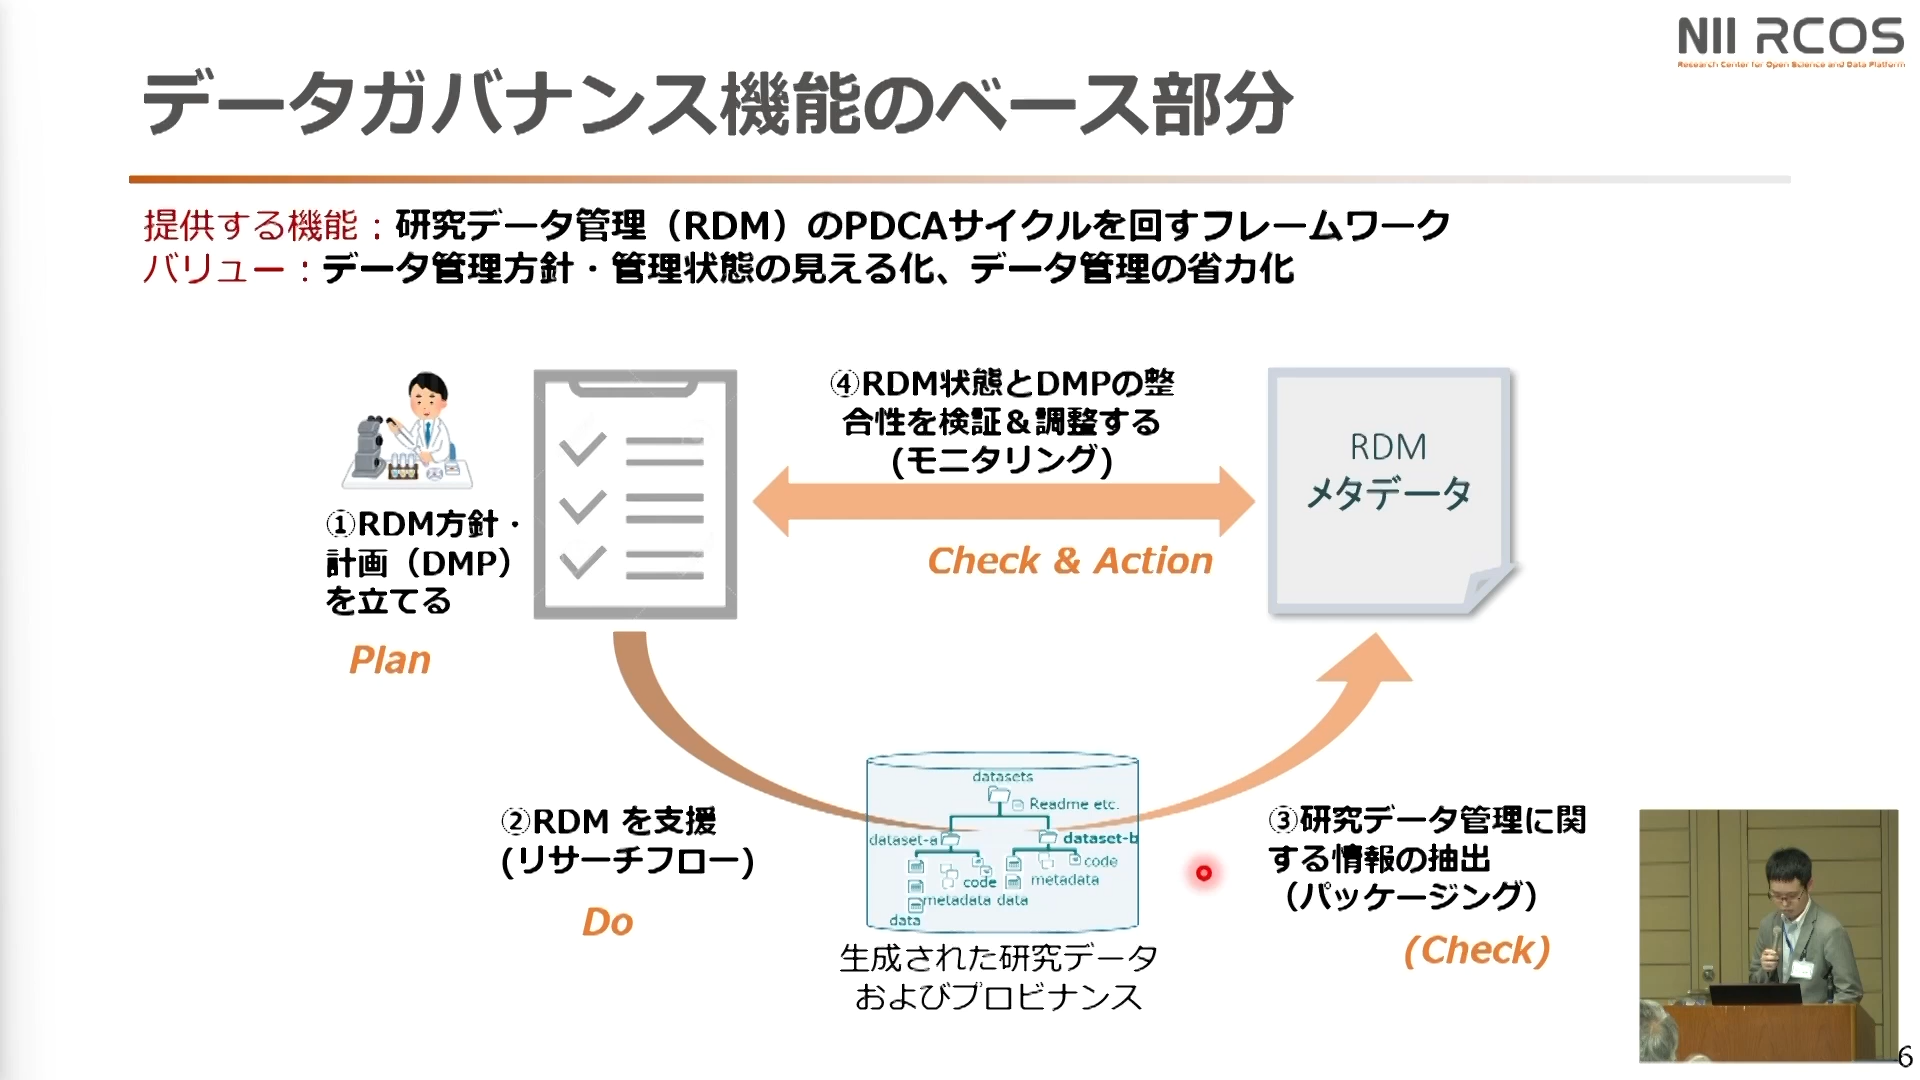 NII RCOS
Research Center for Open Science and Data Platform
データガバナンス機能のベース部分
提供する機能：研究データ管理（RDM）のPDCAサイクルを回すフレームワーク
バリュー：データ管理方針・管理状態の見える化、データ管理の省力化
④RDM状態とDMPの整
合性を検証＆調整する
(モニタリング)
Check & Action
RDM
メタデータ
①RDM方針・
計画（DMP）
を立てる
Plan
②RDM を支援
(リサーチフロー)
Do
datasets
Readme etc.
dataset-a
dataset-b
code
code
metadata
metadata data
data
生成された研究データ
およびプロビナンス
③研究データ管理に関
する情報の抽出
（パッケージング）
(Check)
6